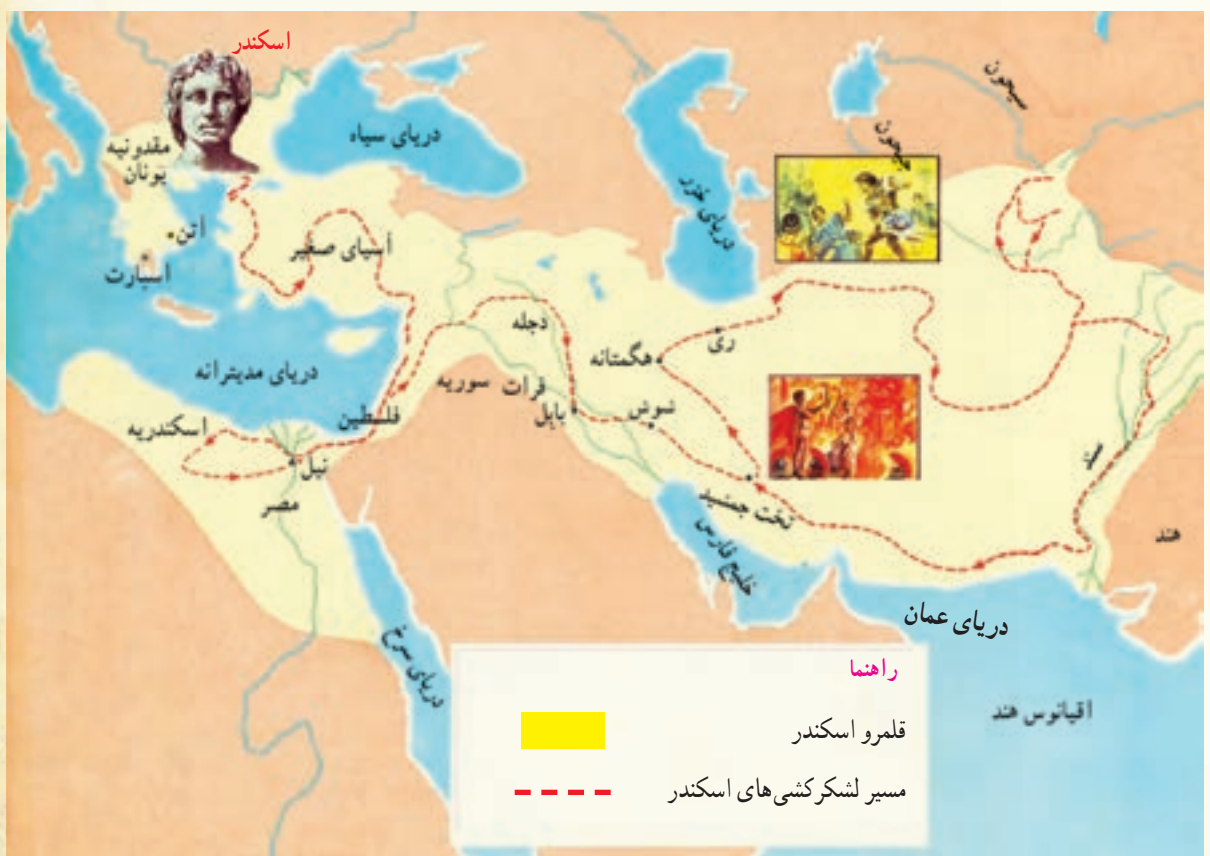 اسکندر
سیحون
جیحون
دریای سیاه
مقدونیه
یونان
دریای خزر
آتن
آسیای صغیر
اسپارت
دجله
ری
هگمتانه
دریای مدیترانه
سوریه
فرات
شوش
بابل
فلسطین
اسکندریه
سند
نیل
تخت جمشید
مصر
هند
خلیج فارس
دریای عمان
دریای سرخ
راهنما
اقیانوس هند
قلمرو اسکندر
مسیر لشکرکشی‌های اسکندر